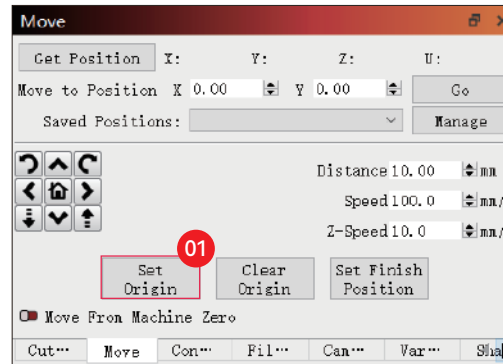 Move
Get Position X: Y: Z: U:
Move to Position X 0.00 Y 0.00 Go
Saved Positions: Manage
Distance 10.00 mm
Speed 100.0 mm/
Z-Speed 10.0 mm/
01
Set Origin Clear Origin Set Finish Position
Move From Machine Zero
Cut··· Move Con··· Fil··· Can··· Var··· Sha